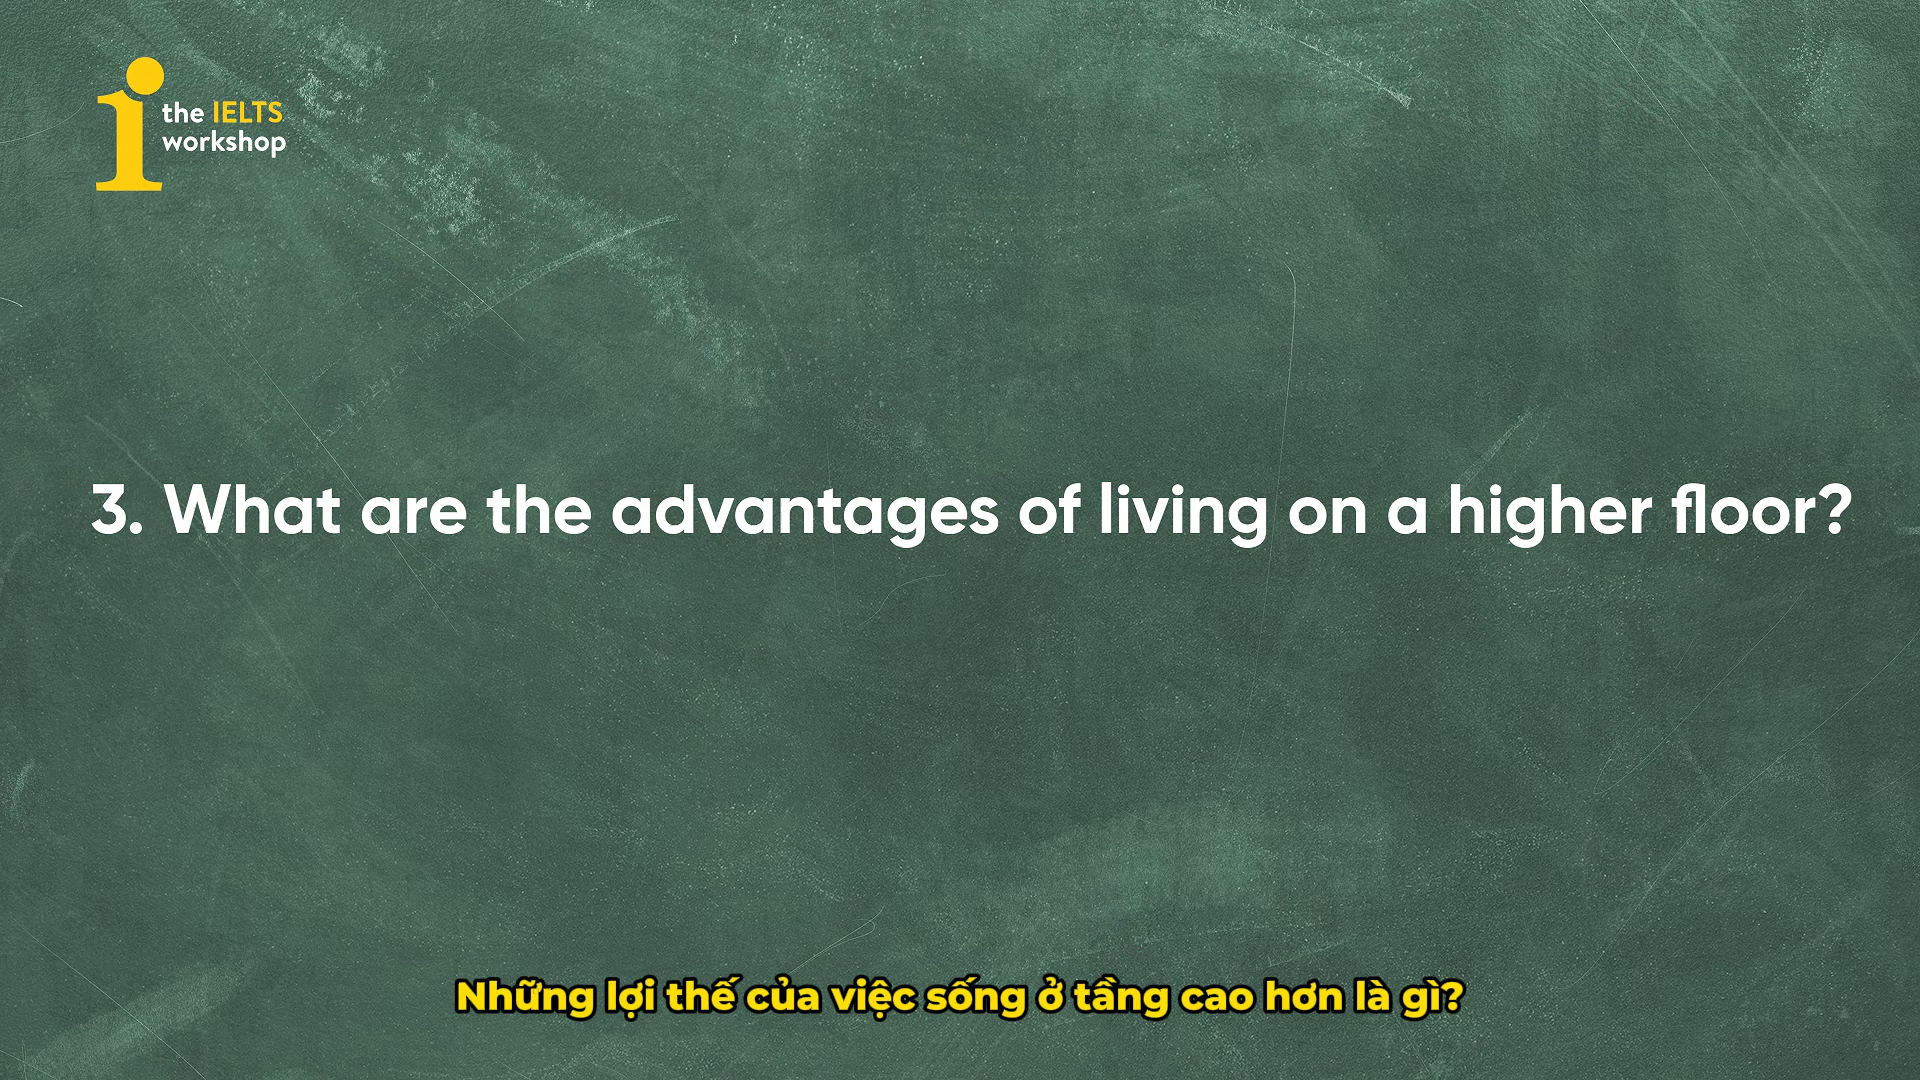 the IELTS
workshop
3. What are the advantages of living on a higher floor?
Những lợi thế của việc sống ở tầng cao hơn là gì?